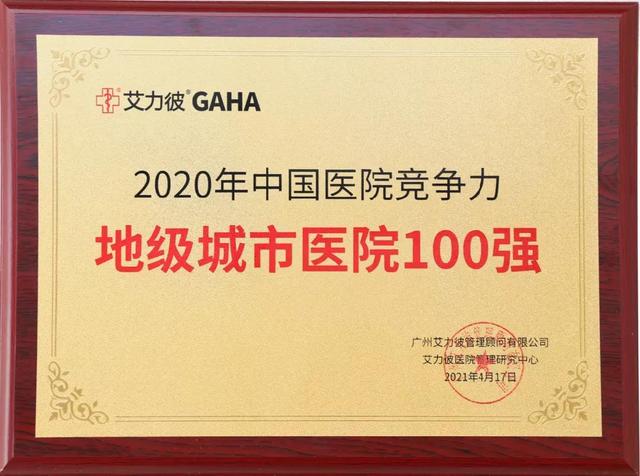 艾力彼® GAHA
2020年中国医院竞争力
地级城市医院100强
广州艾力彼管理顾问有限公司
艾力彼医院管理研究中心
2021年4月17日